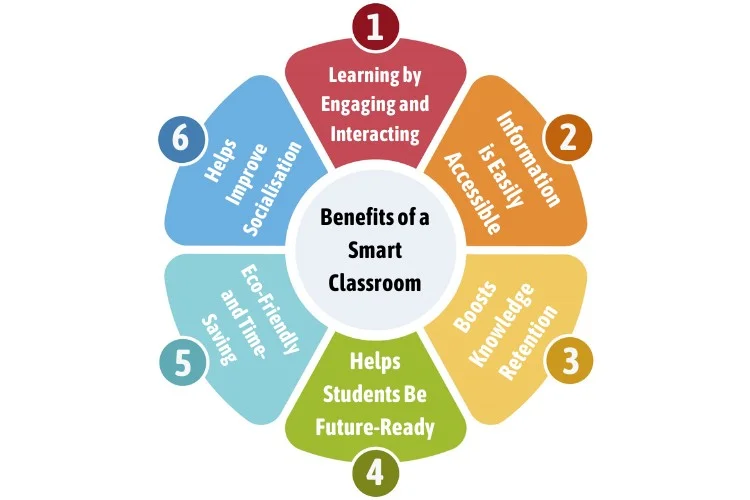 Benefits of a
Smart
Classroom
1
Learning by
Engaging and
Interacting
2
Information
is Easily
Accessible
3
Boosts
Knowledge
Retention
4
Helps
Students Be
Future-Ready
5
Eco-Friendly
and Time-
Saving
6
Helps
Improve
Socialisation